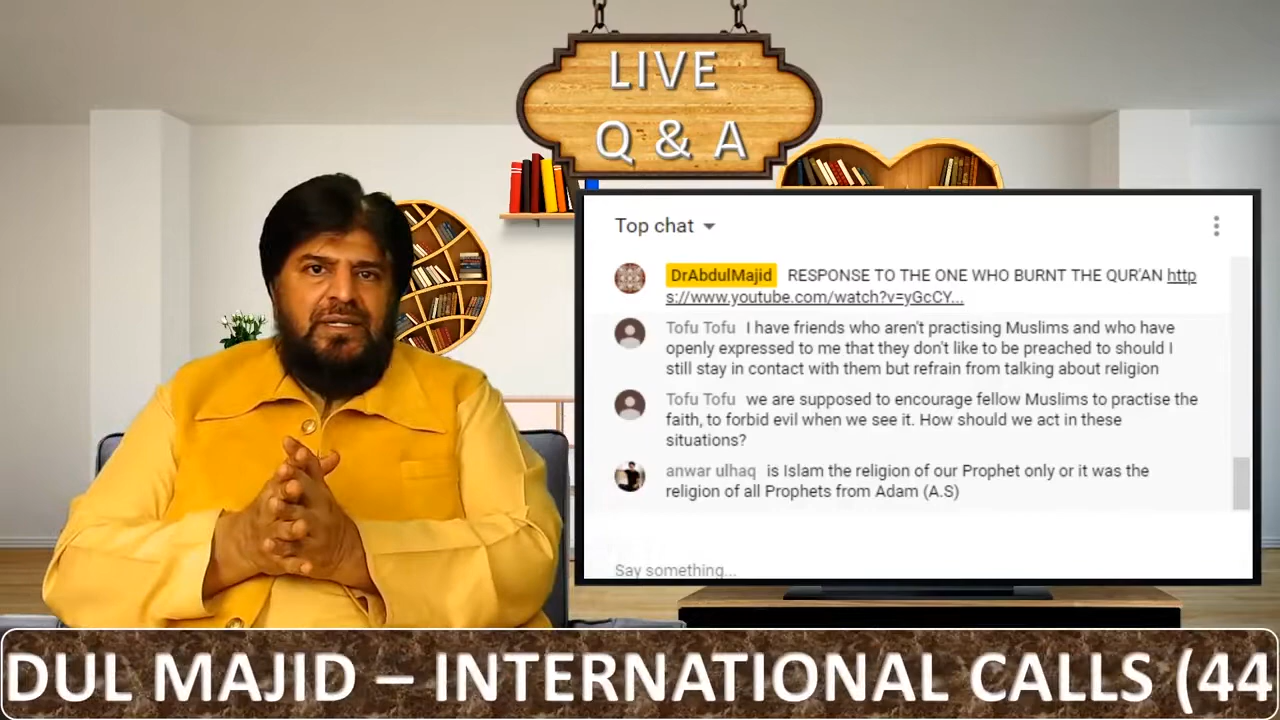 LIVE
Q & A
Top chat
DrAbdulMajid RESPONSE TO THE ONE WHO BURNT THE QUR'AN http
s://www.youtube.com/watch?v=yGcCY...
Tofu Tofu I have friends who aren't practising Muslims and who have
openly expressed to me that they don't like to be preached to should I
still stay in contact with them but refrain from talking about religion
Tofu Tofu we are supposed to encourage fellow Muslims to practise the
faith, to forbid evil when we see it. How should we act in these
situations?
anwar ulhaq is Islam the religion of our Prophet only or it was the
religion of all Prophets from Adam (A.S)
Say something...
DUL MAJID – INTERNATIONAL CALLS (44